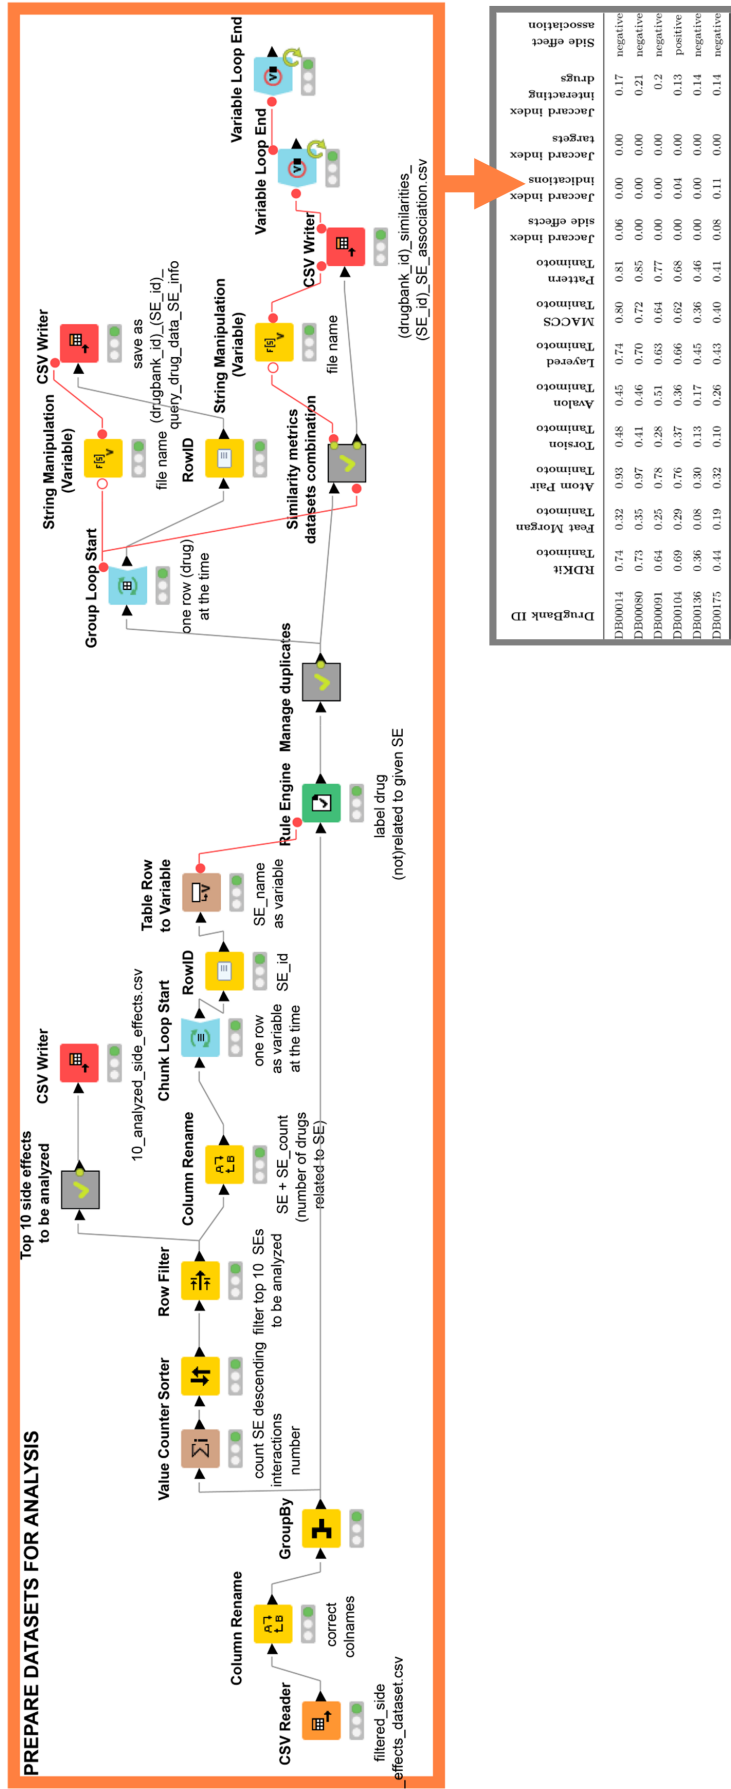 PREPARE DATASETS FOR ANALYSIS
CSV Reader
filtered_side
_effects_dataset.csv
Column Rename
correct
colnames
GroupBy
Value Counter
count SE
interactions
number
Sorter
descending
Row Filter
filter top 10 SEs
to be analyzed
Top 10 side effects
to be analyzed
CSV Writer
10_analyzed_side_effects.csv
Column Rename
SE + SE_count
(number of drugs
related to SE)
Chunk Loop Start
one row
as variable
at the time
RowID
SE_id
Table Row
to Variable
SE_name
as variable
Rule Engine
label drug
(not)related to given SE
Manage duplicates
Group Loop Start
one row (drug)
at the time
String Manipulation
(Variable)
file name
CSV Writer
save as
(drugbank_id)_(SE_id)_
query_drug_data_SE_info
RowID
Similarity metrics
datasets combination
String Manipulation
(Variable)
file name
CSV Writer
(drugbank_id)_similarities_
(SE_id)_SE_association.csv
Variable Loop End
Variable Loop End
DrugBank ID
RDKit
Tanimoto
Feat Morgan
Tanimoto
Atom Pair
Tanimoto
Torsion
Tanimoto
Avalon
Tanimoto
Layered
Tanimoto
MACCS
Tanimoto
Pattern
Tanimoto
Jaccard index
side effects
Jaccard index
indications
Jaccard index
targets
Jaccard index
interacting
drugs
Side effect
association
DB00014 0.74 0.32 0.93 0.48 0.45 0.74 0.80 0.81 0.06 0.00 0.00 0.17 negative
DB00080 0.73 0.35 0.97 0.41 0.46 0.70 0.72 0.85 0.00 0.00 0.00 0.21 negative
DB00091 0.64 0.25 0.78 0.28 0.51 0.63 0.64 0.77 0.00 0.00 0.00 0.2 negative
DB00104 0.69 0.29 0.76 0.37 0.36 0.66 0.62 0.68 0.00 0.04 0.00 0.13 positive
DB00136 0.36 0.08 0.30 0.13 0.17 0.45 0.36 0.46 0.00 0.00 0.00 0.14 negative
DB00175 0.44 0.19 0.32 0.10 0.26 0.43 0.40 0.41 0.08 0.11 0.00 0.14 negative